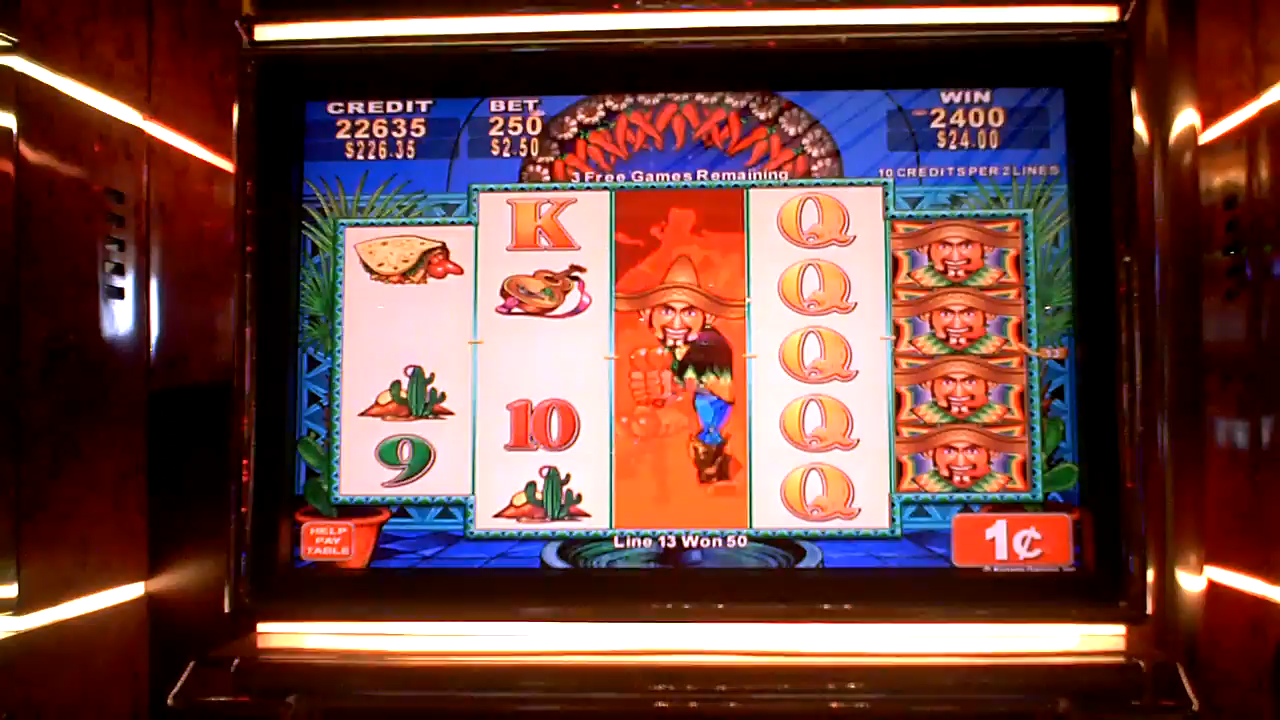 CREDIT
22635
$226.35
BET
250
$2.50
WIN
2400
$24.00
3 Free Games Remaining
10 CREDITS PER 2 LINES
K
Q
Q
Q
10
Q
9
Q
Line 13 Won 50
HELP
PAY
TABLE
1¢